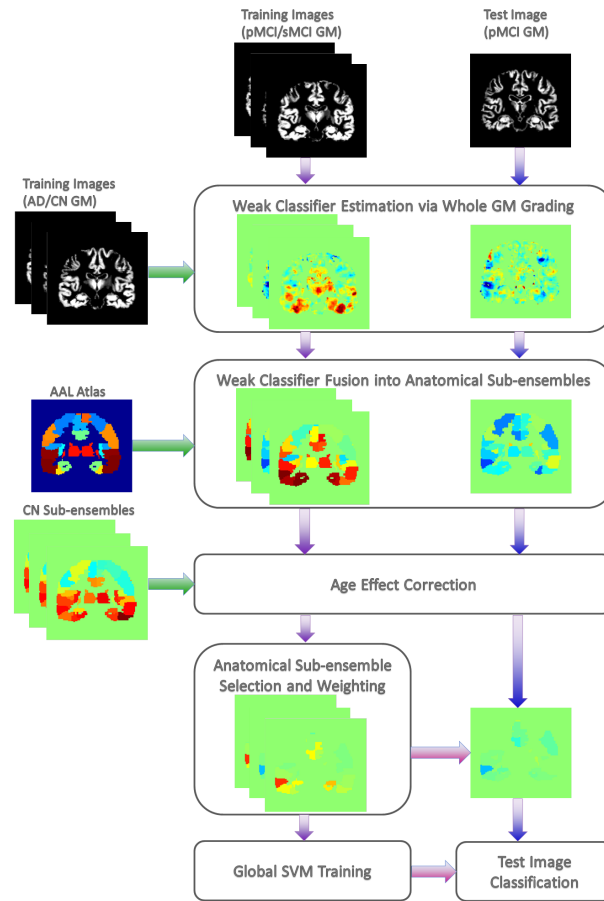 Training Images
(pMCI/sMCI GM)
Test Image
(pMCI GM)
Training Images
(AD/CN GM)
Weak Classifier Estimation via Whole GM Grading
AAL Atlas
Weak Classifier Fusion into Anatomical Sub-ensembles
CN Sub-ensembles
Age Effect Correction
Anatomical Sub-ensemble
Selection and Weighting
Global SVM Training
Test Image
Classification